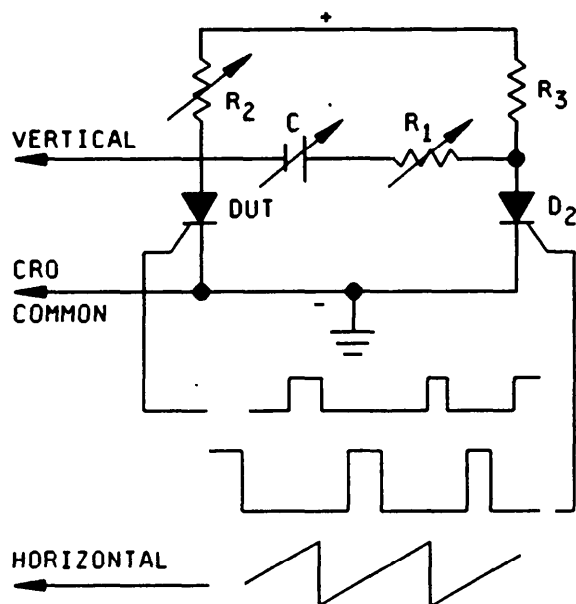 +
R2
R3
C
R1
VERTICAL
DUT
D2
CRO
COMMON
-
HORIZONTAL